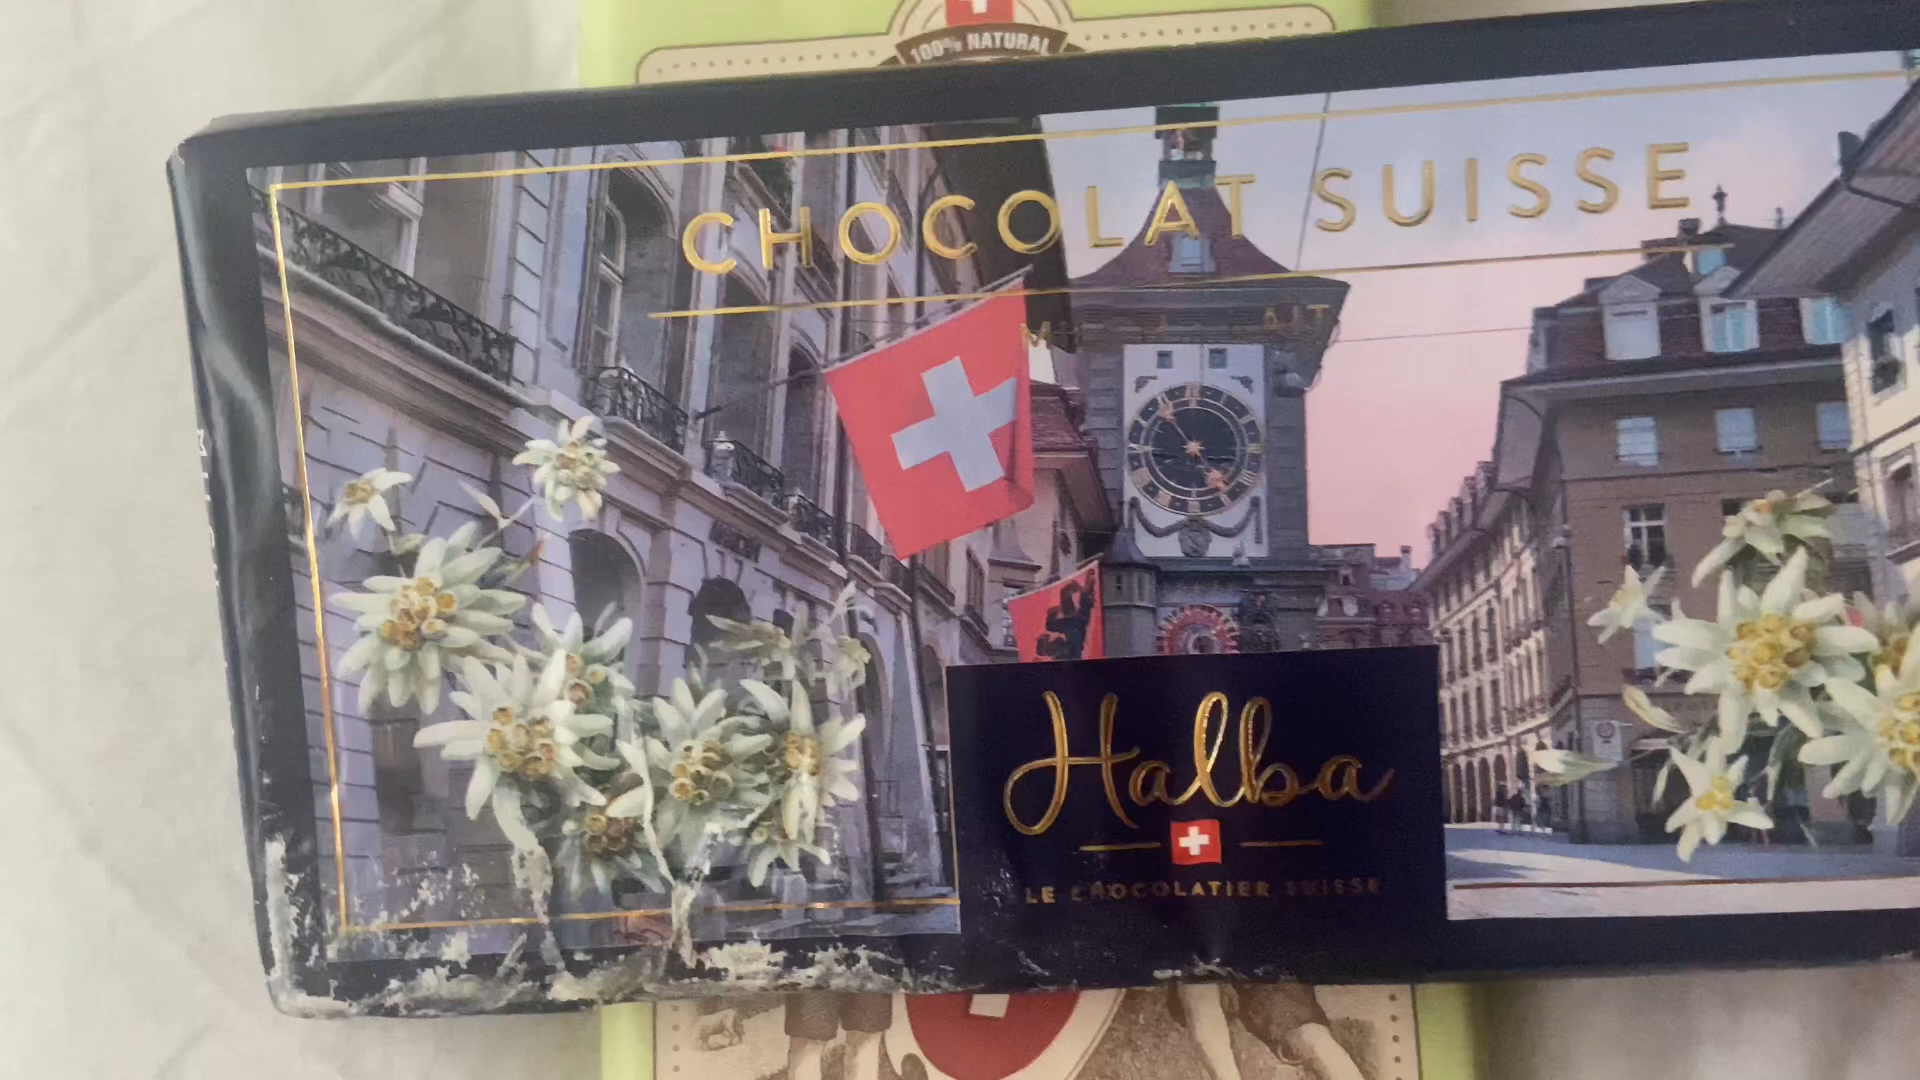 100% NATURAL
CHOCOLAT SUISSE
Halba
LE CHOCOLATIER SUISSE